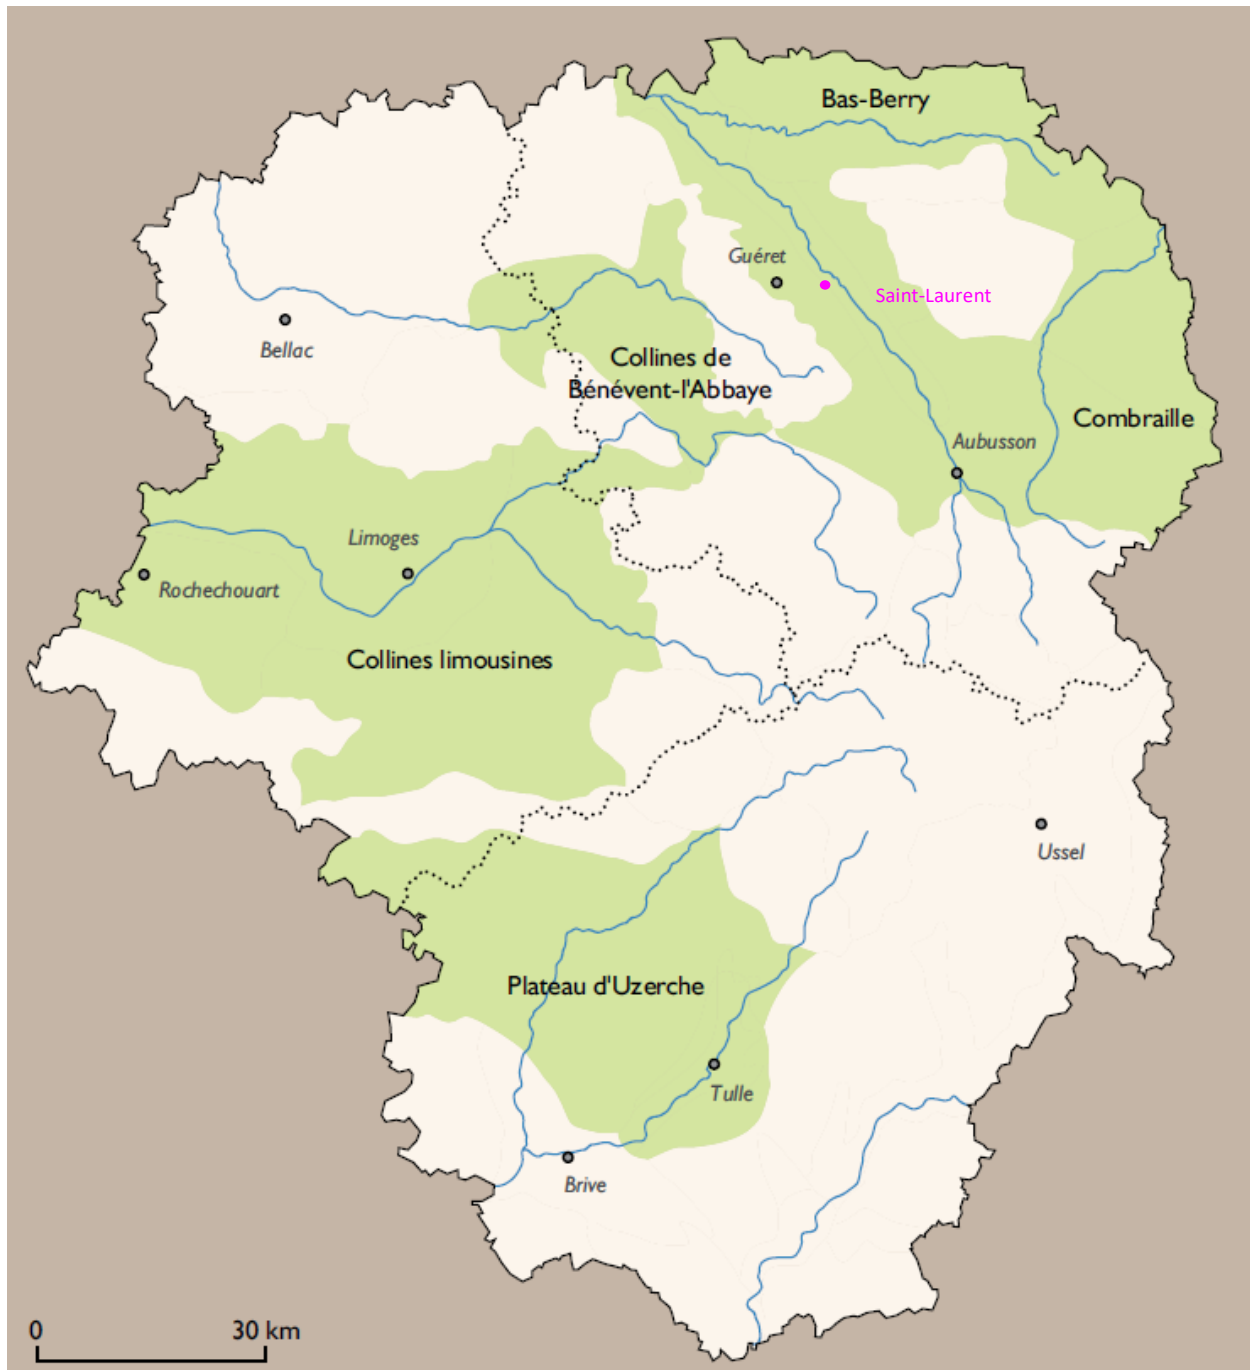 Bas-Berry
Guéret
Saint-Laurent
Bellac
Collines de
Bénévent-l'Abbaye
Combraille
Aubusson
Limoges
Rochechouart
Collines limousines
Ussel
Plateau d'Uzerche
Tulle
Brive
0 30 km